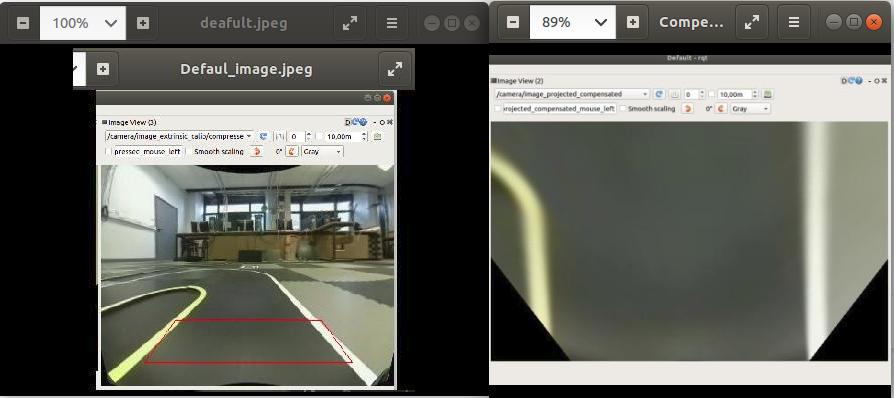 100%
deafult.jpeg
Defaul_image.jpeg
Image View (3)
/camera/image_extrinsic_calib/compresse
0
10,00m
pressed_mouse_left
Smooth scaling
0°
Gray
89%
Compe...
Default - rqt
Image View (2)
/camera/image_projected_compensated
0
10,00m
rojected_compensated_mouse_left
Smooth scaling
0°
Gray